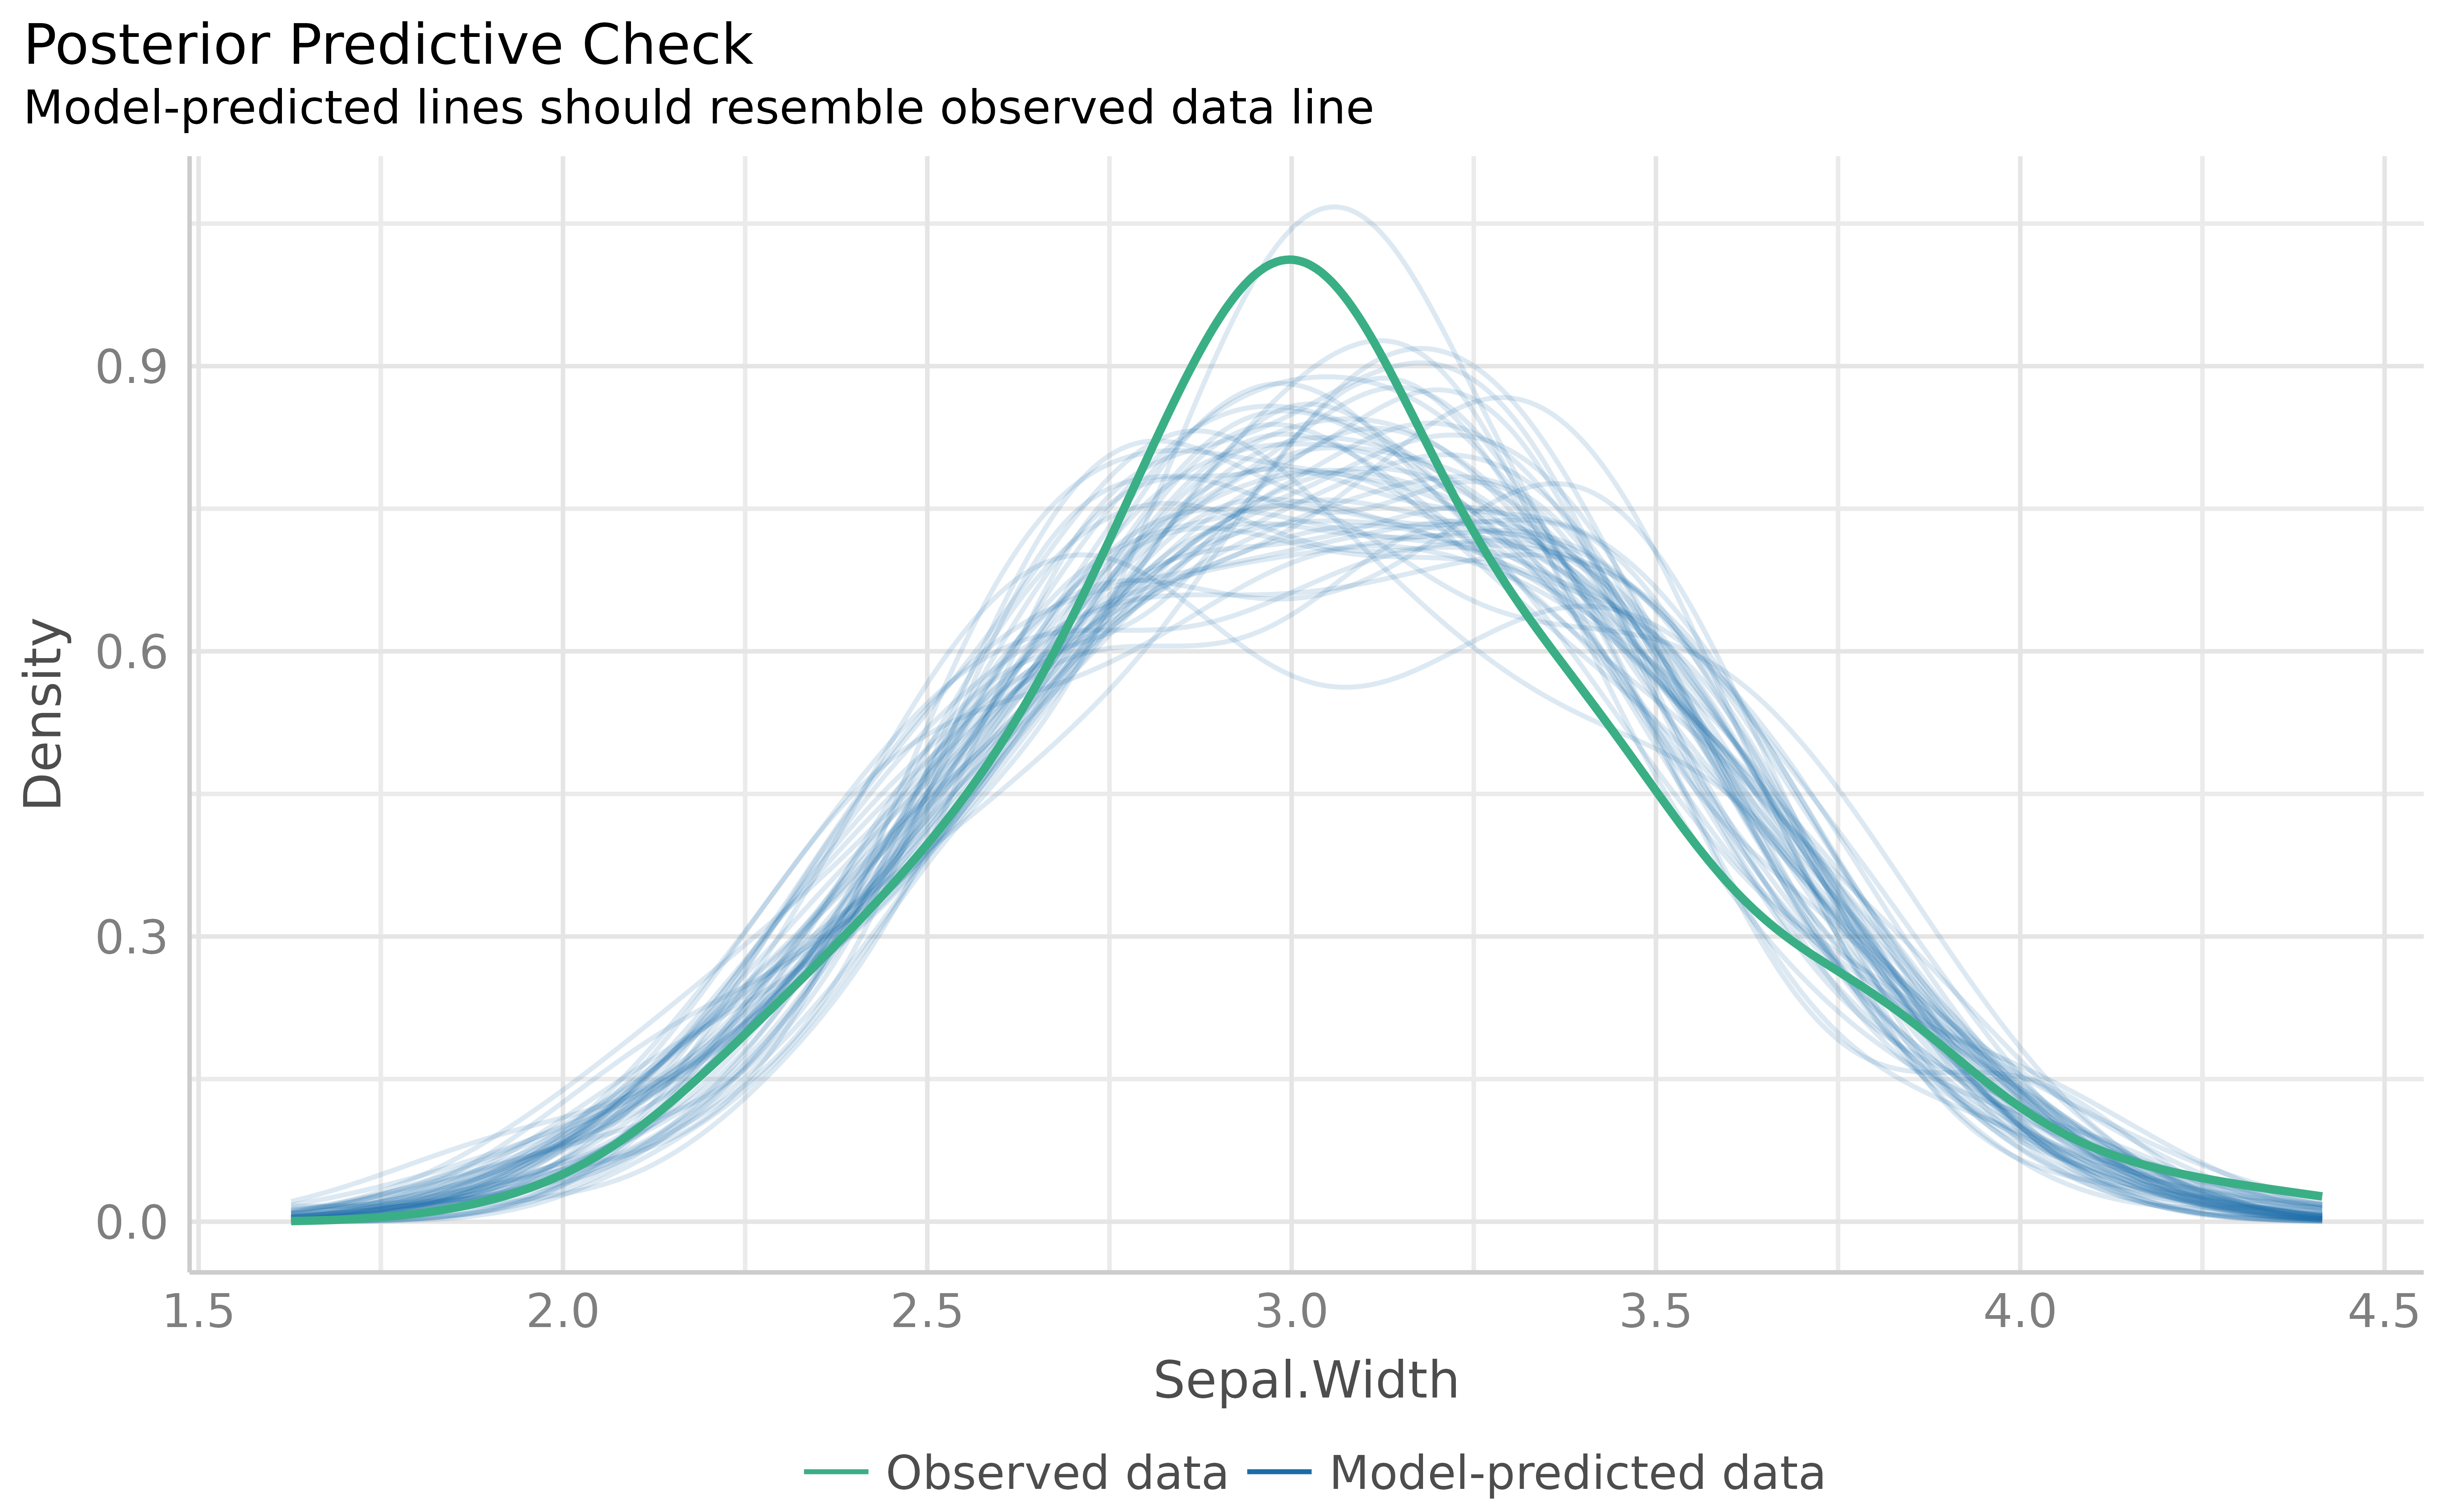 Posterior Predictive Check
Model-predicted lines should resemble observed data line
Density
0.9
0.6
0.3
0.0
1.5 2.0 2.5 3.0 3.5 4.0 4.5
Sepal.Width
Observed data Model-predicted data